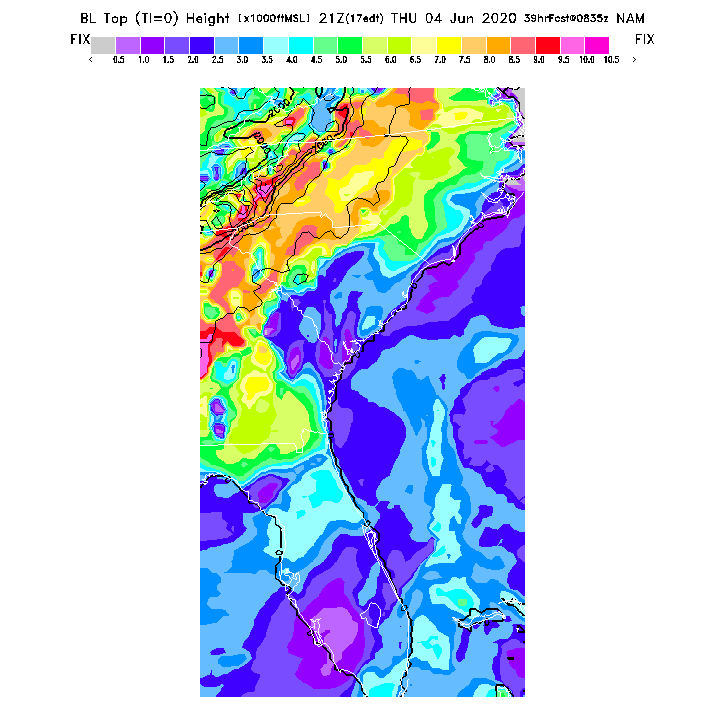 BL Top (TI=0) Height [x1000ftMSL] 21Z(17edt) THU 04 Jun 2020 39hrFcst@0835z NAM
FIX FIX
< 0.5 1.0 1.5 2.0 2.5 3.0 3.5 4.0 4.5 5.0 5.5 6.0 6.5 7.0 7.5 8.0 8.5 9.0 9.5 10.0 10.5 >
2000